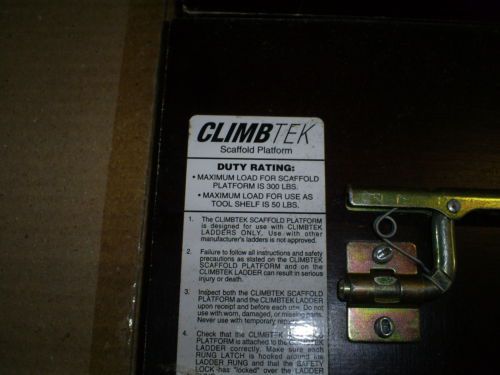 CLIMBTEK
Scaffold Platform
DUTY RATING:
• MAXIMUM LOAD FOR SCAFFOLD
PLATFORM IS 300 LBS.
• MAXIMUM LOAD FOR USE AS
TOOL SHELF IS 50 LBS.
1. The CLIMBTEK SCAFFOLD PLATFORM
is designed for use with CLIMBTEK
LADDERS ONLY. Use with other
manufacturer's ladders is not approved.
2. Failure to follow all instructions and safety
precautions as stated on the CLIMBTEK
SCAFFOLD PLATFORM and on the
CLIMBTEK LADDER can result in serious
injury or death.
3. Inspect both the CLIMBTEK SCAFFOLD
PLATFORM and the CLIMBTEK LADDER
upon receipt and before each use. Do not
use with worn, damaged, or missing parts.
Never use with temporary
4. Check that the CLIMBTEK
PLATFORM is attached to the CLIMBTEK
LADDER correctly. Make sure each
RUNG LATCH is hooked around the
LADDER RUNG and that the SAFETY
LOCK has "locked" over the LADDER